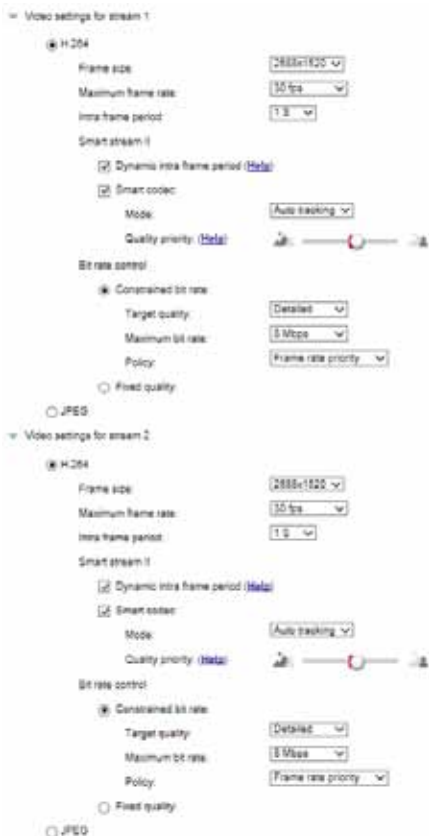 Video settings for stream 1
H.264
Frame size: 2688x1520
Maximum frame rate: 30 fps
Intra frame period: 1 S
Smart stream II
Dynamic intra frame period (Help)
Smart codec:
Mode: Auto tracking
Quality priority: (Help)
Bit rate control
Constrained bit rate:
Target quality: Detailed
Maximum bit rate: 8 Mbps
Policy: Frame rate priority
Fixed quality:
JPEG
Video settings for stream 2
H.264
Frame size: 2688x1520
Maximum frame rate: 30 fps
Intra frame period: 1 S
Smart stream II
Dynamic intra frame period (Help)
Smart codec:
Mode: Auto tracking
Quality priority: (Help)
Bit rate control
Constrained bit rate:
Target quality: Detailed
Maximum bit rate: 8 Mbps
Policy: Frame rate priority
Fixed quality:
JPEG